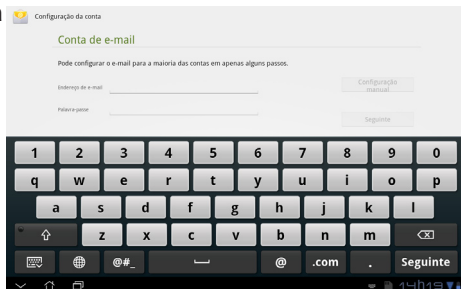 Configuração da conta
Conta de e-mail
Pode configurar o e-mail para a maioria das contas em apenas alguns passos.
Endereço de e-mail
Configuração manual
Palavra-passe
Seguinte
1 2 3 4 5 6 7 8 9 0
q w e r t y u i o p
a s d f g h j k l
z x c v b n m
@#_ @ .com . Seguinte
14h19